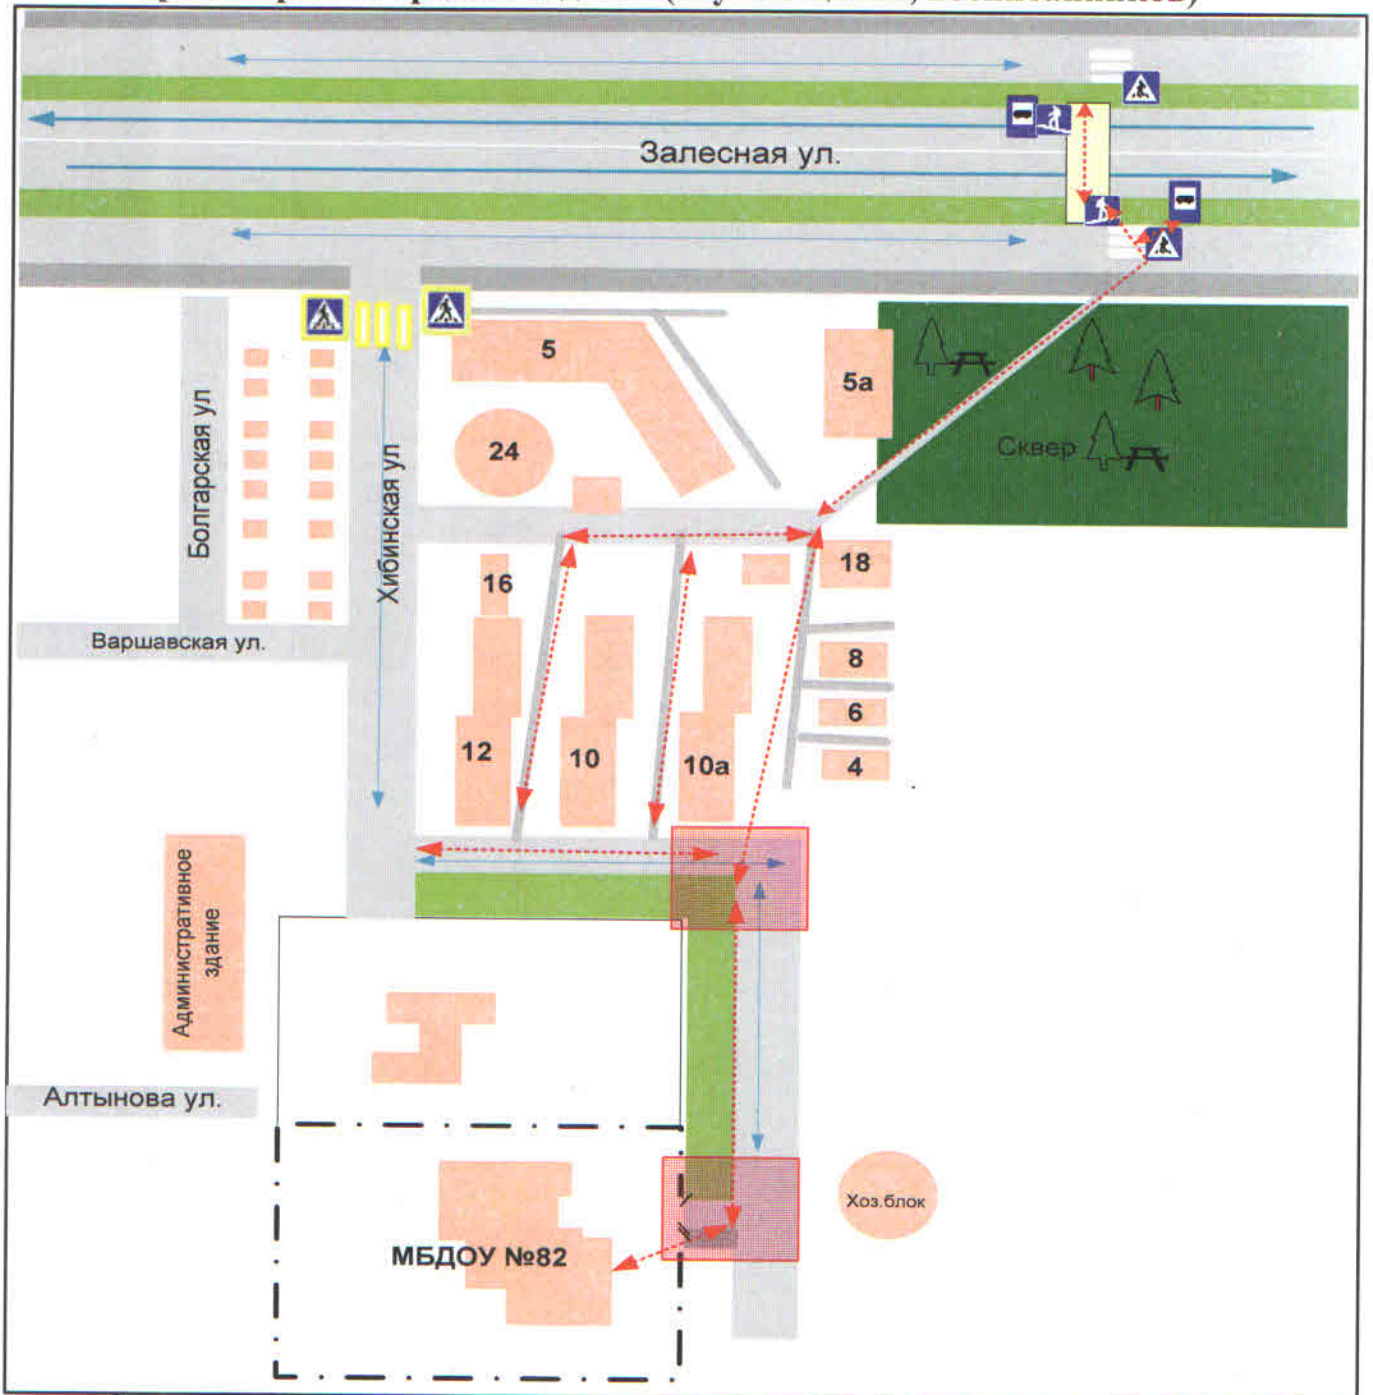 Залесная ул.
5
5а
24
Сквер
Болгарская ул
Хибинская ул
16
18
Варшавская ул.
8
6
12
10
10а
4
Административное
здание
Алтынова ул.
Хоз.блок
МБДОУ №82